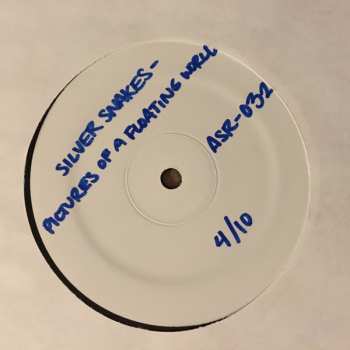 SILVER SNAKES-
PICTURES OF A FLOATING WORLD
ASR-032
4/10